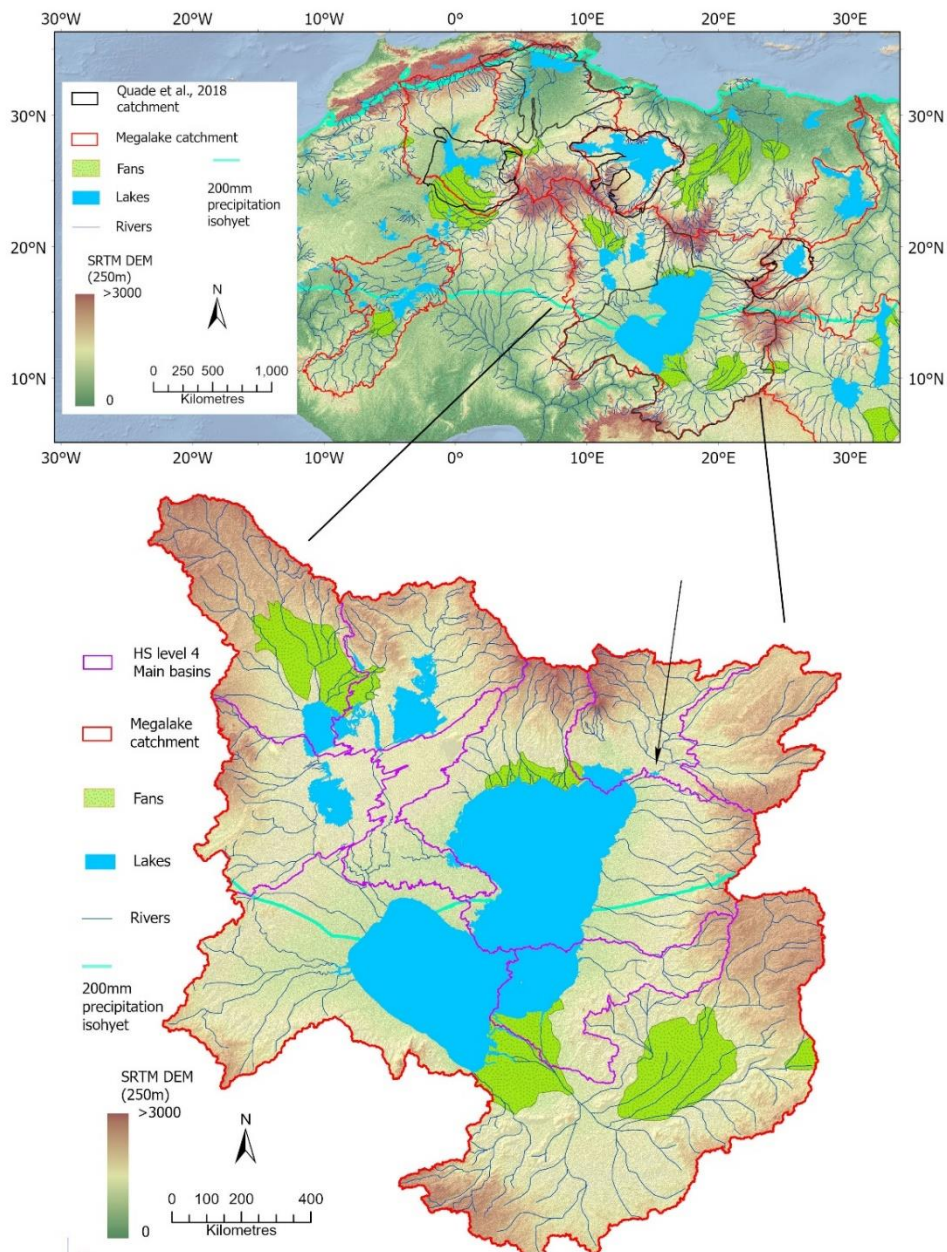 30°W 20°W 10°W 0° 10°E 20°E 30°E
30°N
20°N
10°N
Quade et al., 2018
catchment
Megalake catchment
Fans
Lakes
200mm
precipitation
isohyet
Rivers
SRTM DEM
(250m)
>3000
0
N
0 250 500 1,000
Kilometres
30°N
20°N
10°N
30°W 20°W 10°W 0° 10°E 20°E 30°E
HS level 4
Main basins
Megalake
catchment
Fans
Lakes
Rivers
200mm
precipitation
isohyet
SRTM DEM
(250m)
>3000
0
N
0 100 200 400
Kilometres